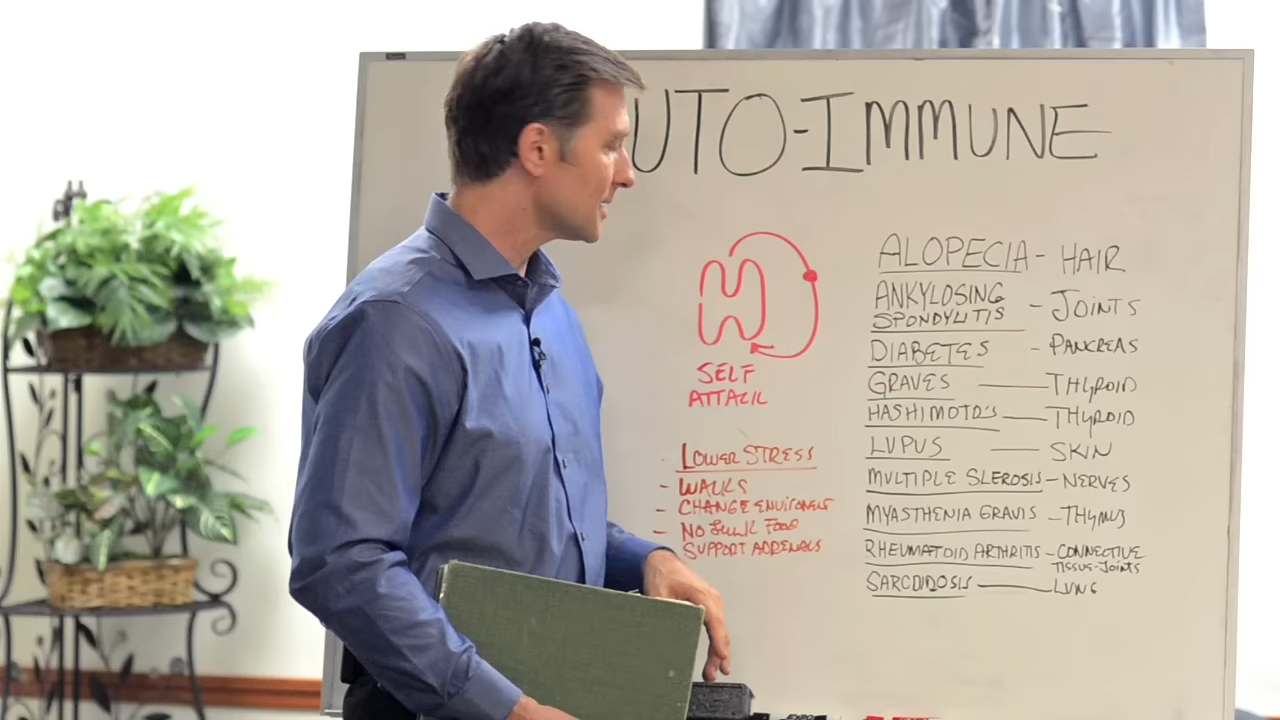 UTO-IMMUNE
SELF
ATTACK
LOWER STRESS
- WALKS
- CHANGE ENVIRONMENT
- NO JUNK FOOD
SUPPORT ADRENALS
ALOPECIA - HAIR
ANKYLOSING
SPONDYLITIS - JOINTS
DIABETES - PANCREAS
GRAVES — THYROID
HASHIMOTO'S — THYROID
LUPUS — SKIN
MULTIPLE SLEROSIS - NERVES
MYASTHENIA GRAVIS - THYMUS
RHEUMATOID ARTHRITIS - CONNECTIVE
TISSUE-JOINTS
SARCOIDOSIS — LUNG
EXPO